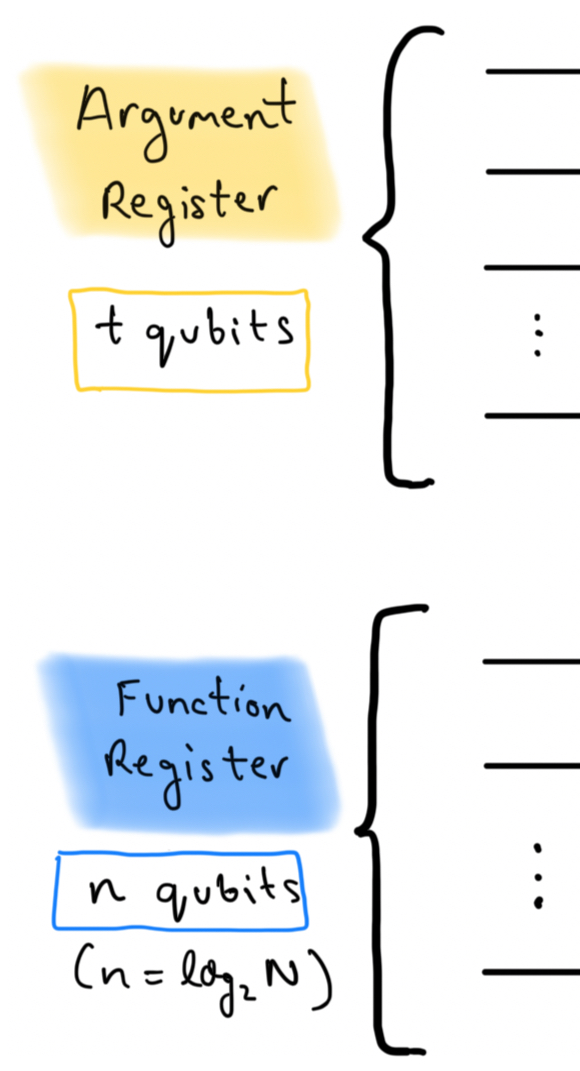 Argument
Register
t qubits
Function
Register
n qubits
(n = log₂ N)